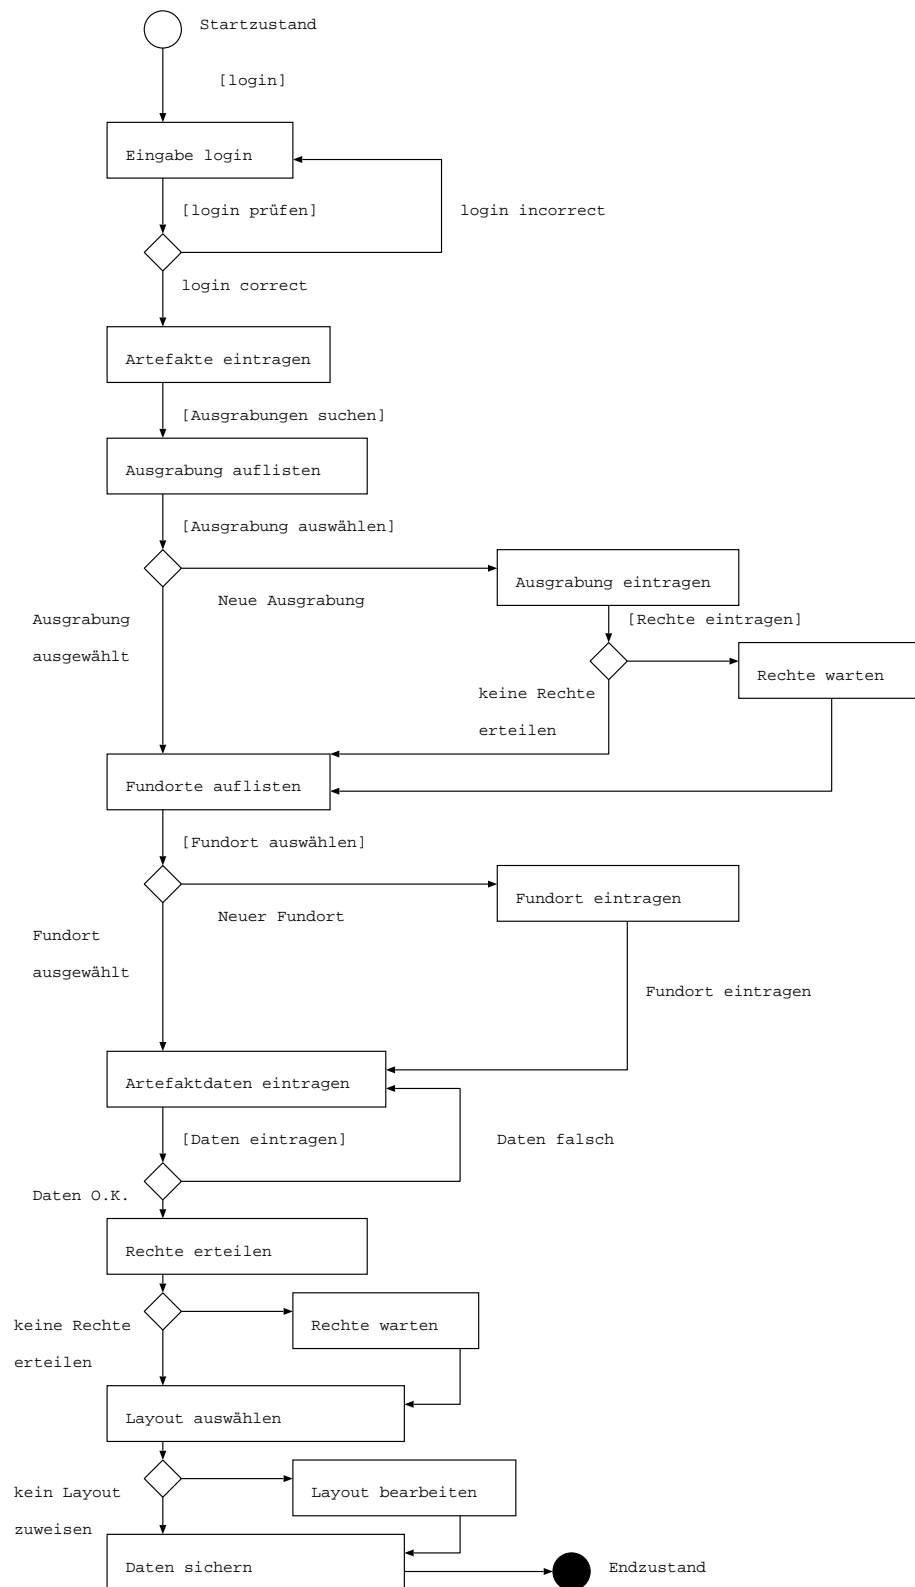 Startzustand
[login]
Eingabe login
[login prüfen]
login incorrect
login correct
Artefakte eintragen
[Ausgrabungen suchen]
Ausgrabung auflisten
[Ausgrabung auswählen]
Ausgrabung eintragen
Neue Ausgrabung
Ausgrabung
ausgewählt
[Rechte eintragen]
Rechte warten
keine Rechte
erteilen
Fundorte auflisten
[Fundort auswählen]
Fundort eintragen
Neuer Fundort
Fundort
ausgewählt
Fundort eintragen
Artefaktdaten eintragen
[Daten eintragen]
Daten falsch
Daten O.K.
Rechte erteilen
keine Rechte
erteilen
Rechte warten
Layout auswählen
kein Layout
zuweisen
Layout bearbeiten
Daten sichern
Endzustand